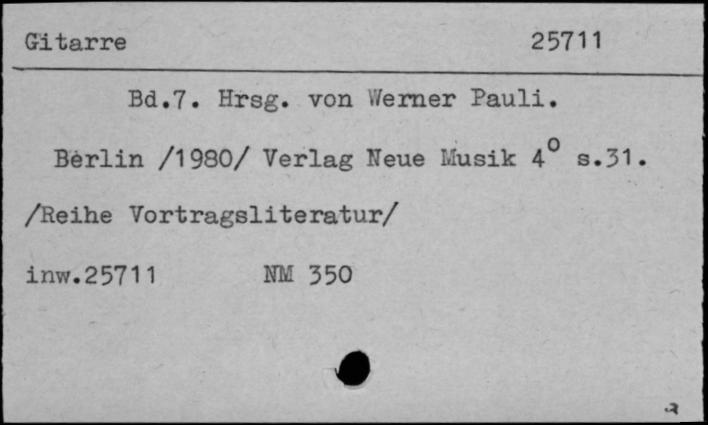 Gitarre 25711
Bd.7. Hrsg. von Werner Pauli.
Berlin /1980/ Verlag Neue Musik 4° s.31.
/Reihe Vortragsliteratur/
inw.25711 NM 350